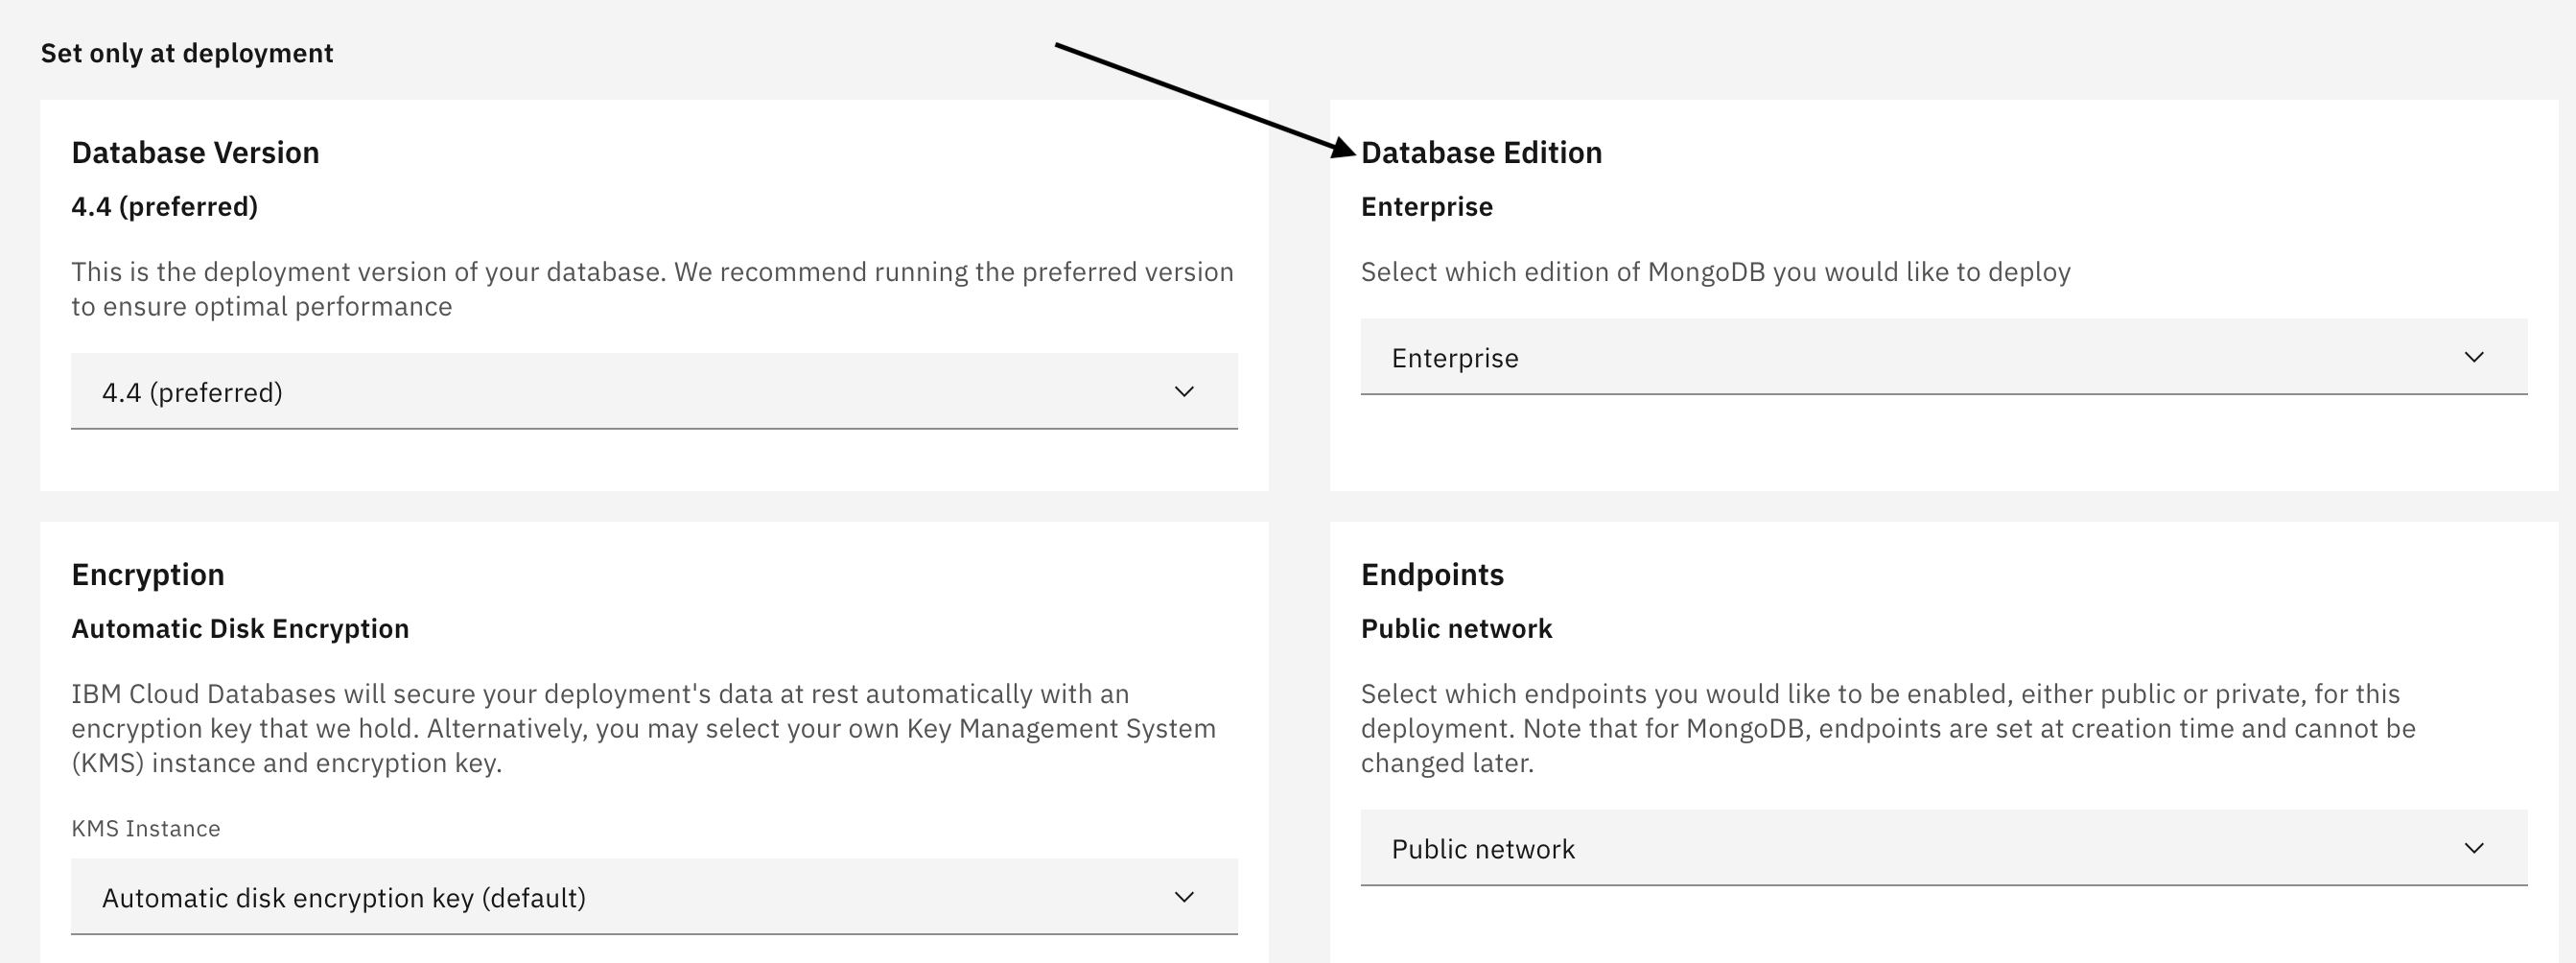 Set only at deployment
Database Version
4.4 (preferred)
This is the deployment version of your database. We recommend running the preferred version
to ensure optimal performance
4.4 (preferred)
Database Edition
Enterprise
Select which edition of MongoDB you would like to deploy
Enterprise
Encryption
Automatic Disk Encryption
IBM Cloud Databases will secure your deployment's data at rest automatically with an
encryption key that we hold. Alternatively, you may select your own Key Management System
(KMS) instance and encryption key.
KMS Instance
Automatic disk encryption key (default)
Endpoints
Public network
Select which endpoints you would like to be enabled, either public or private, for this
deployment. Note that for MongoDB, endpoints are set at creation time and cannot be
changed later.
Public network